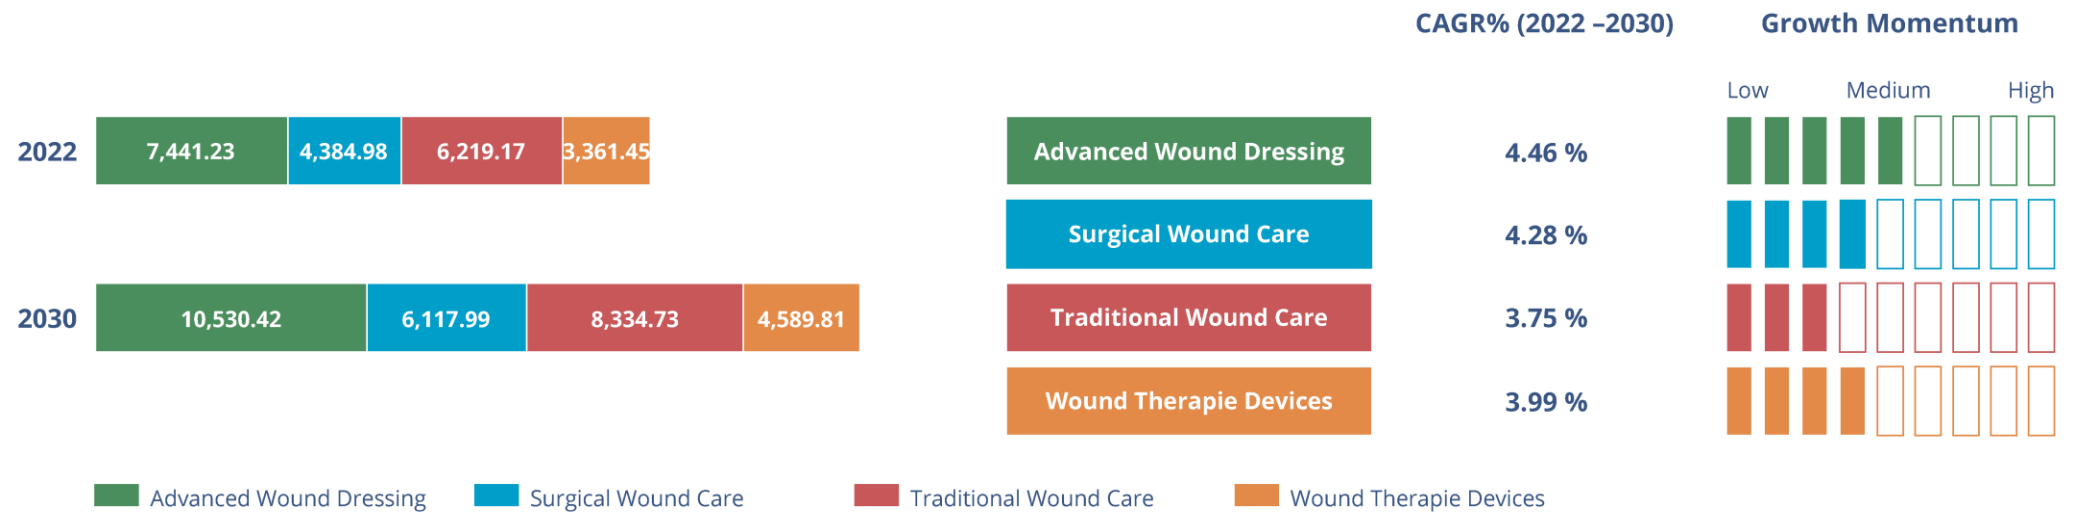 CAGR% (2022 –2030)
Growth Momentum
Low Medium High
2022 7,441.23 4,384.98 6,219.17 3,361.45
Advanced Wound Dressing 4.46 %
Surgical Wound Care 4.28 %
2030 10,530.42 6,117.99 8,334.73 4,589.81
Traditional Wound Care 3.75 %
Wound Therapie Devices 3.99 %
Advanced Wound Dressing Surgical Wound Care Traditional Wound Care Wound Therapie Devices